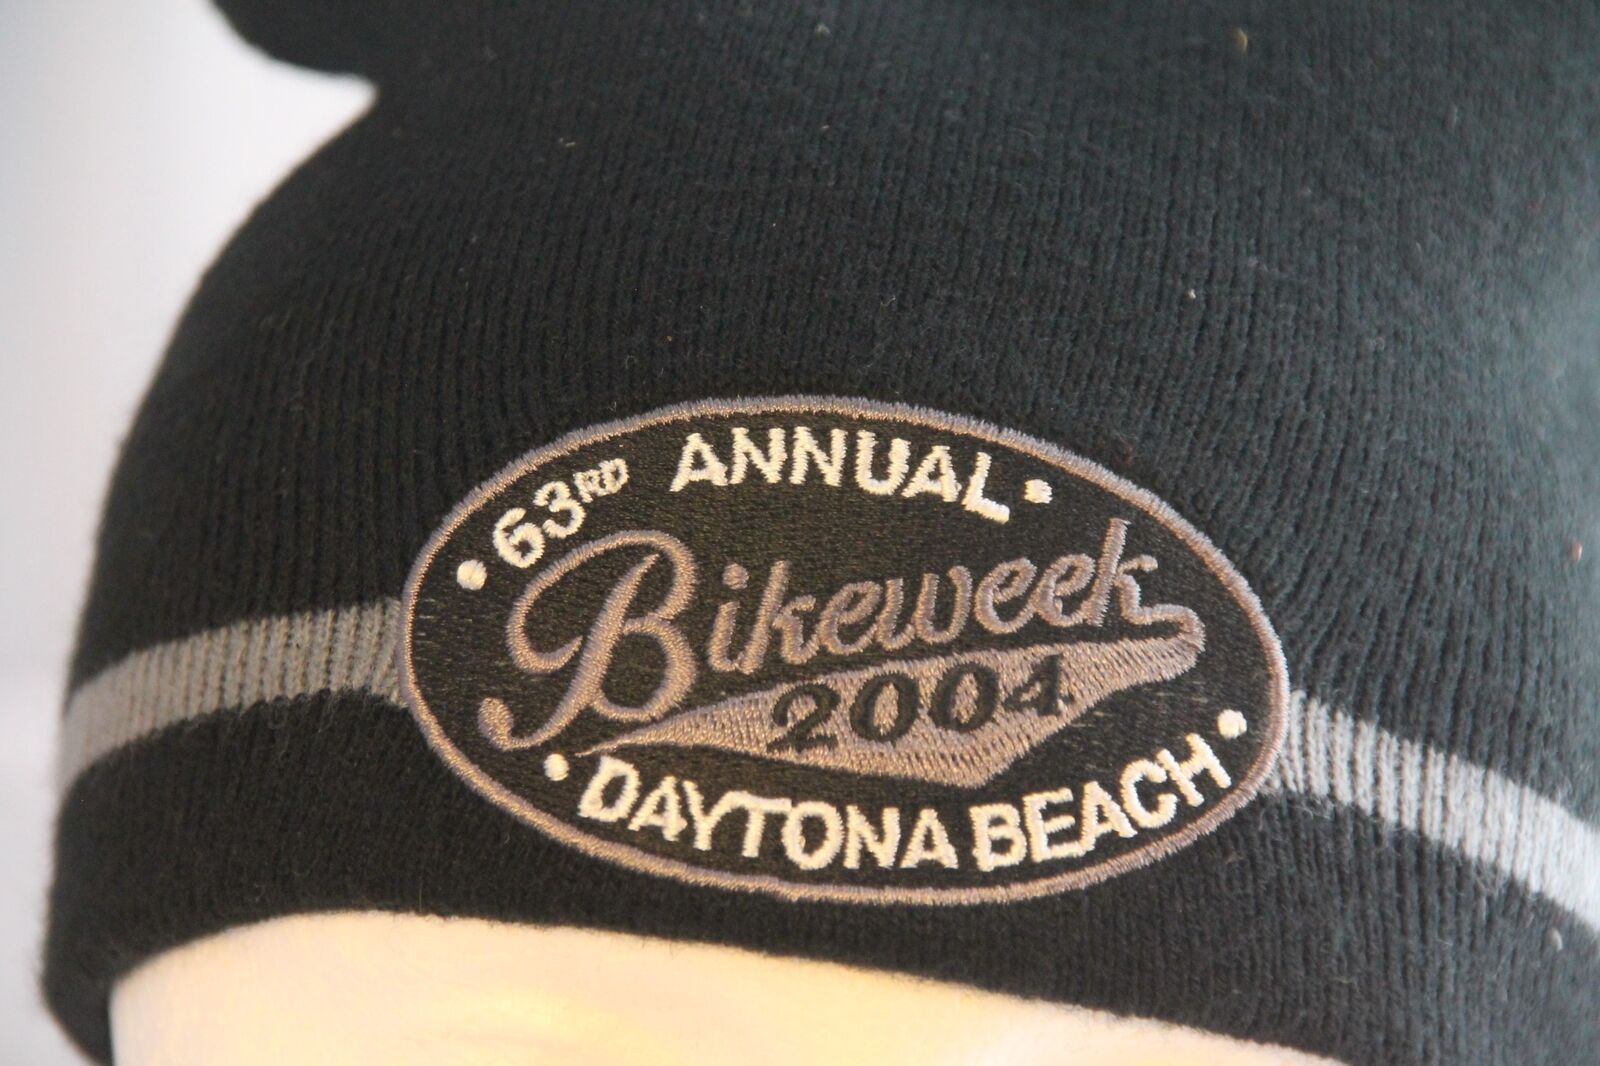 • 63RD ANNUAL •
Bikeweek
2004
• DAYTONA BEACH •